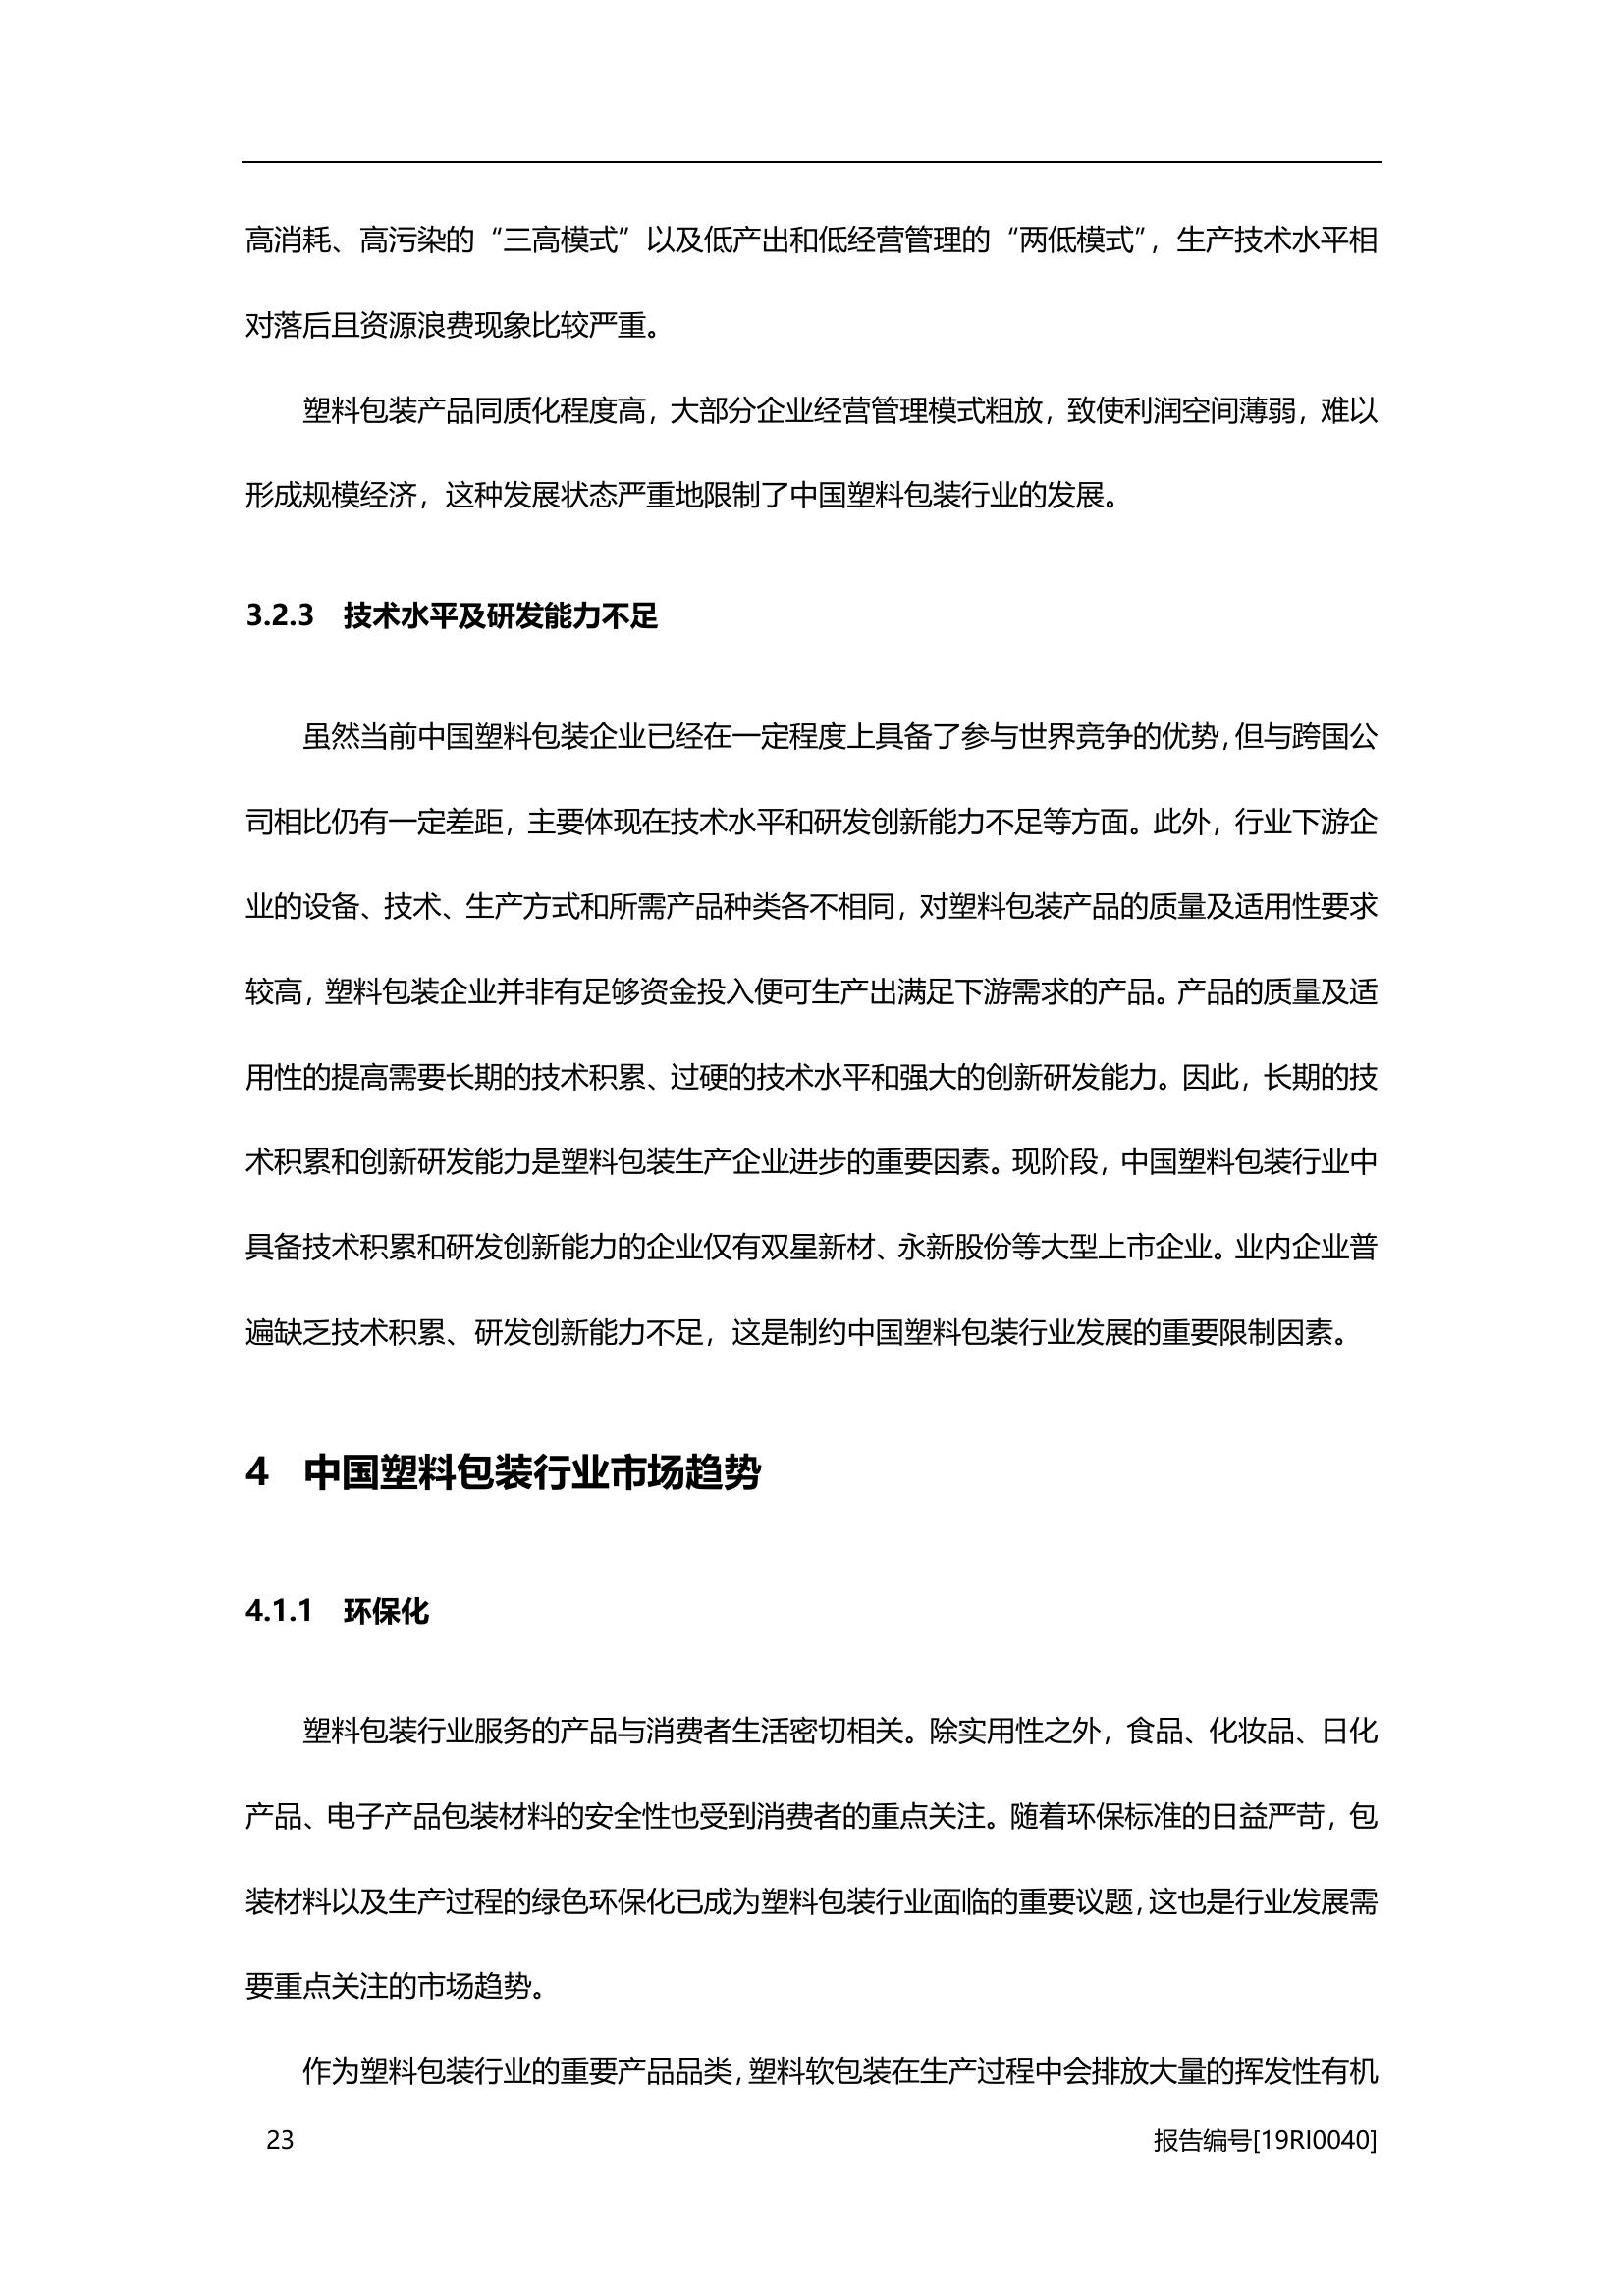 高消耗、高污染的“三高模式”以及低产出和低经营管理的“两低模式”，生产技术水平相
对落后且资源浪费现象比较严重。
塑料包装产品同质化程度高，大部分企业经营管理模式粗放，致使利润空间薄弱，难以
形成规模经济，这种发展状态严重地限制了中国塑料包装行业的发展。
3.2.3 技术水平及研发能力不足
虽然当前中国塑料包装企业已经在一定程度上具备了参与世界竞争的优势，但与跨国公
司相比仍有一定差距，主要体现在技术水平和研发创新能力不足等方面。此外，行业下游企
业的设备、技术、生产方式和所需产品种类各不相同，对塑料包装产品的质量及适用性要求
较高，塑料包装企业并非有足够资金投入便可生产出满足下游需求的产品。产品的质量及适
用性的提高需要长期的技术积累、过硬的技术水平和强大的创新研发能力。因此，长期的技
术积累和创新研发能力是塑料包装生产企业进步的重要因素。现阶段，中国塑料包装行业中
具备技术积累和研发创新能力的企业仅有双星新材、永新股份等大型上市企业。业内企业普
遍缺乏技术积累、研发创新能力不足，这是制约中国塑料包装行业发展的重要限制因素。
4 中国塑料包装行业市场趋势
4.1.1 环保化
塑料包装行业服务的产品与消费者生活密切相关。除实用性之外，食品、化妆品、日化
产品、电子产品包装材料的安全性也受到消费者的重点关注。随着环保标准的日益严苛，包
装材料以及生产过程的绿色环保化已成为塑料包装行业面临的重要议题，这也是行业发展需
要重点关注的市场趋势。
作为塑料包装行业的重要产品品类，塑料软包装在生产过程中会排放大量的挥发性有机
23 报告编号[19RI0040]